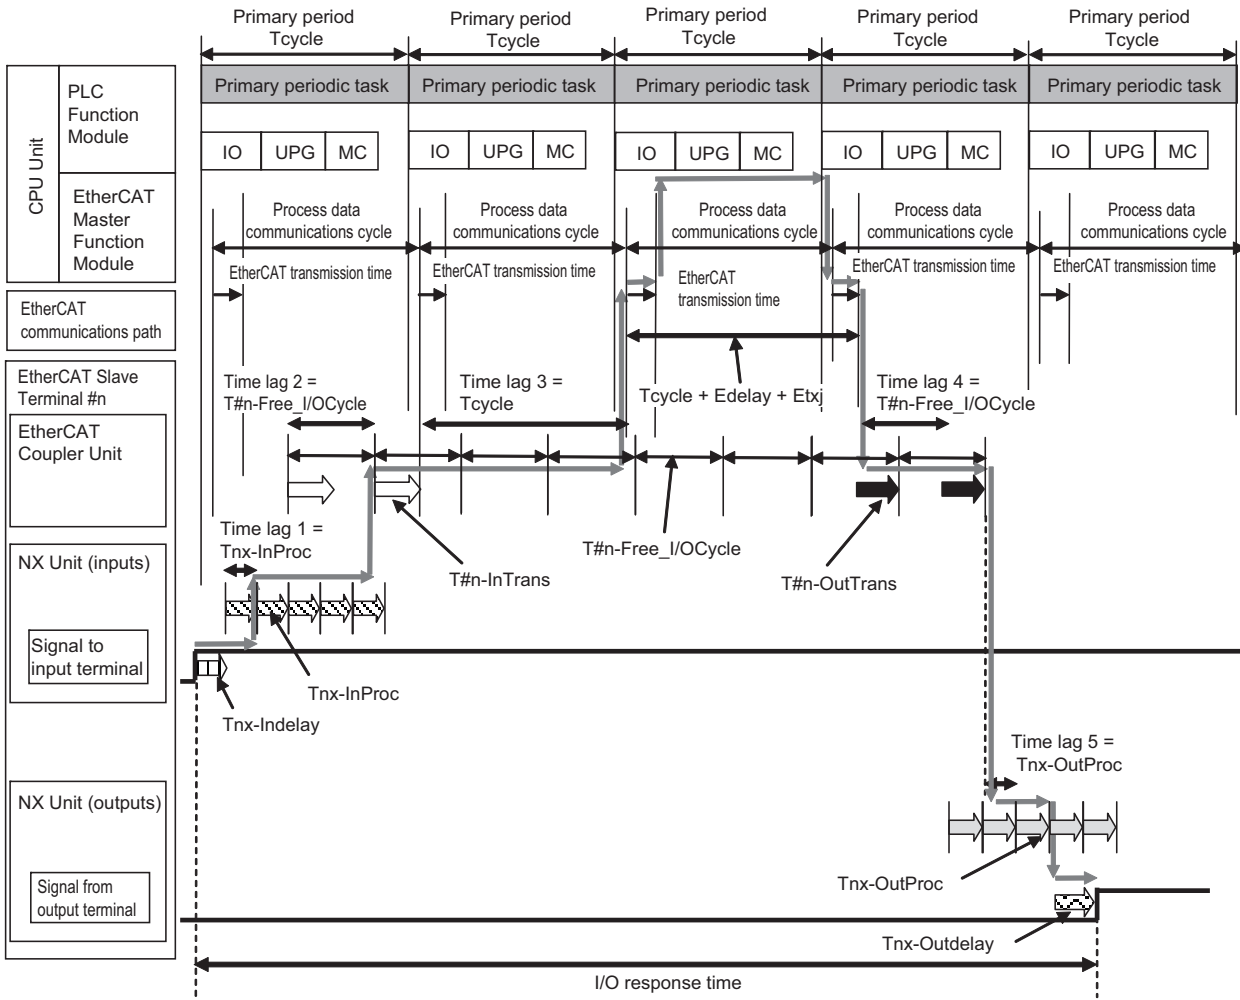 Primary period
Tcycle
Primary period
Tcycle
Primary period
Tcycle
Primary period
Tcycle
Primary period
Tcycle
CPU Unit
PLC
Function
Module
Primary periodic task
Primary periodic task
Primary periodic task
Primary periodic task
Primary periodic task
IO UPG MC
IO UPG MC
IO UPG MC
IO UPG MC
IO UPG MC
EtherCAT
Master
Function
Module
Process data
communications cycle
Process data
communications cycle
Process data
communications cycle
Process data
communications cycle
Process data
communications cycle
EtherCAT transmission time
EtherCAT transmission time
EtherCAT
transmission time
EtherCAT transmission time
EtherCAT transmission time
EtherCAT
communications path
EtherCAT Slave
Terminal #n
Time lag 2 =
T#n-Free_I/OCycle
Time lag 3 =
Tcycle
Tcycle + Edelay + Etxj
Time lag 4 =
T#n-Free_I/OCycle
EtherCAT
Coupler Unit
Time lag 1 =
Tnx-InProc
T#n-InTrans
T#n-Free_I/OCycle
T#n-OutTrans
NX Unit (inputs)
Signal to
input terminal
Tnx-InProc
Tnx-Indelay
Time lag 5 =
Tnx-OutProc
NX Unit (outputs)
Tnx-OutProc
Signal from
output terminal
Tnx-Outdelay
I/O response time